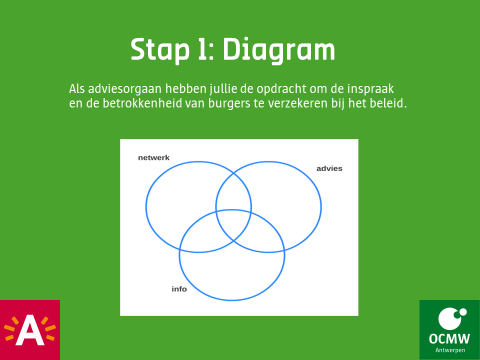 Stap 1: Diagram
Als adviesorgaan hebben jullie de opdracht om de inspraak
en de betrokkenheid van burgers te verzekeren bij het beleid.
netwerk
advies
info
A
OCMW
Antwerpen